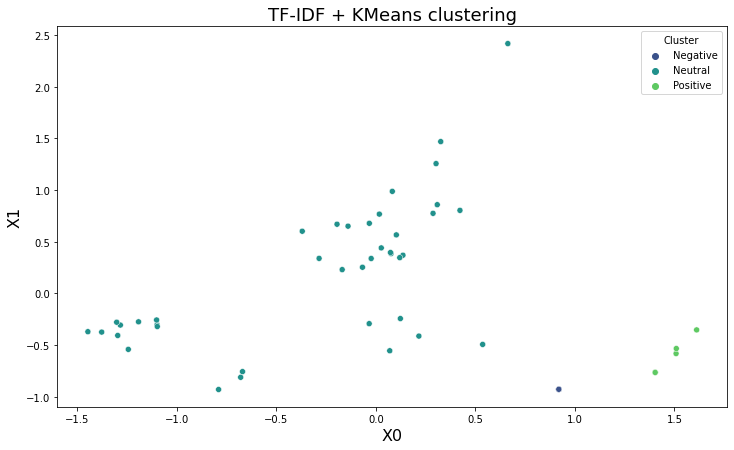 TF-IDF + KMeans clustering
Cluster
Negative
Neutral
Positive
2.5
2.0
1.5
1.0
0.5
0.0
−0.5
−1.0
X1
−1.5
−1.0
−0.5
0.0
0.5
1.0
1.5
X0